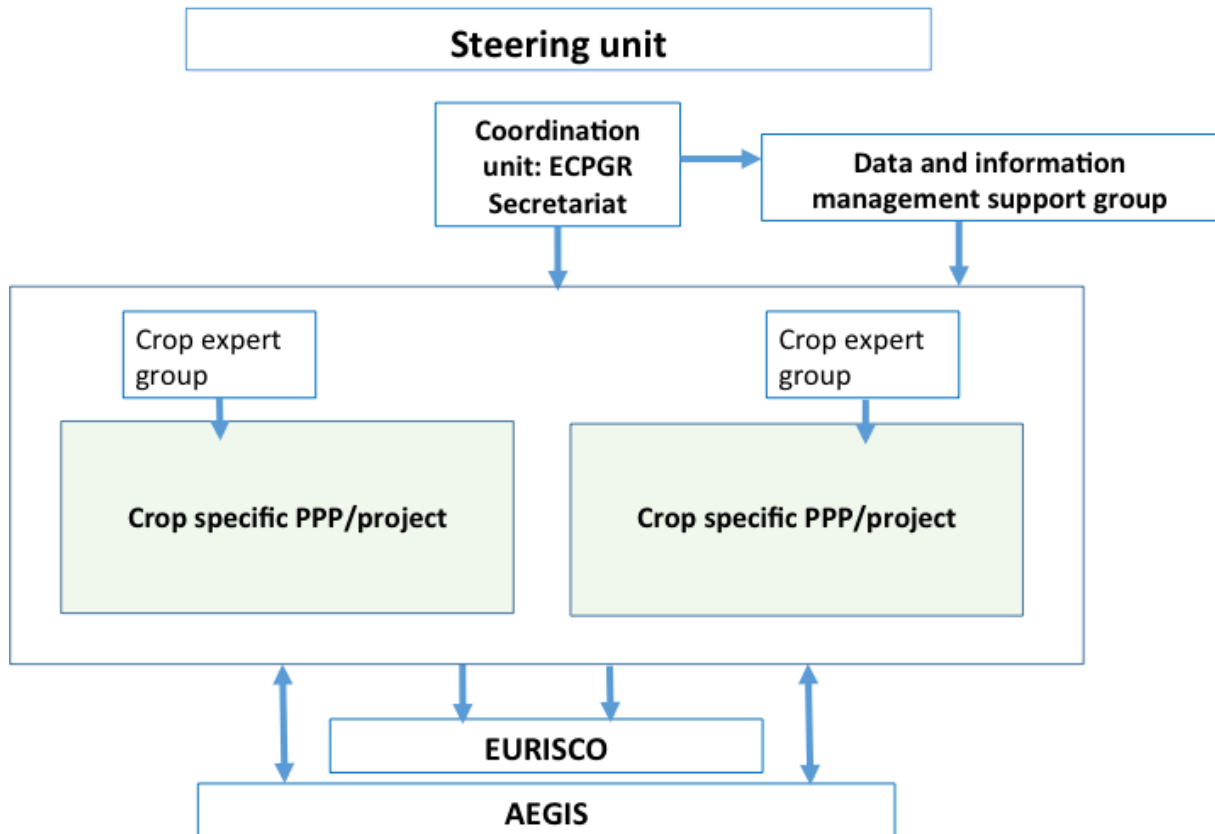 Steering unit
Coordination
unit: ECPGR
Secretariat
Data and information
management support group
Crop expert
group
Crop expert
group
Crop specific PPP/project
Crop specific PPP/project
EURISCO
AEGIS